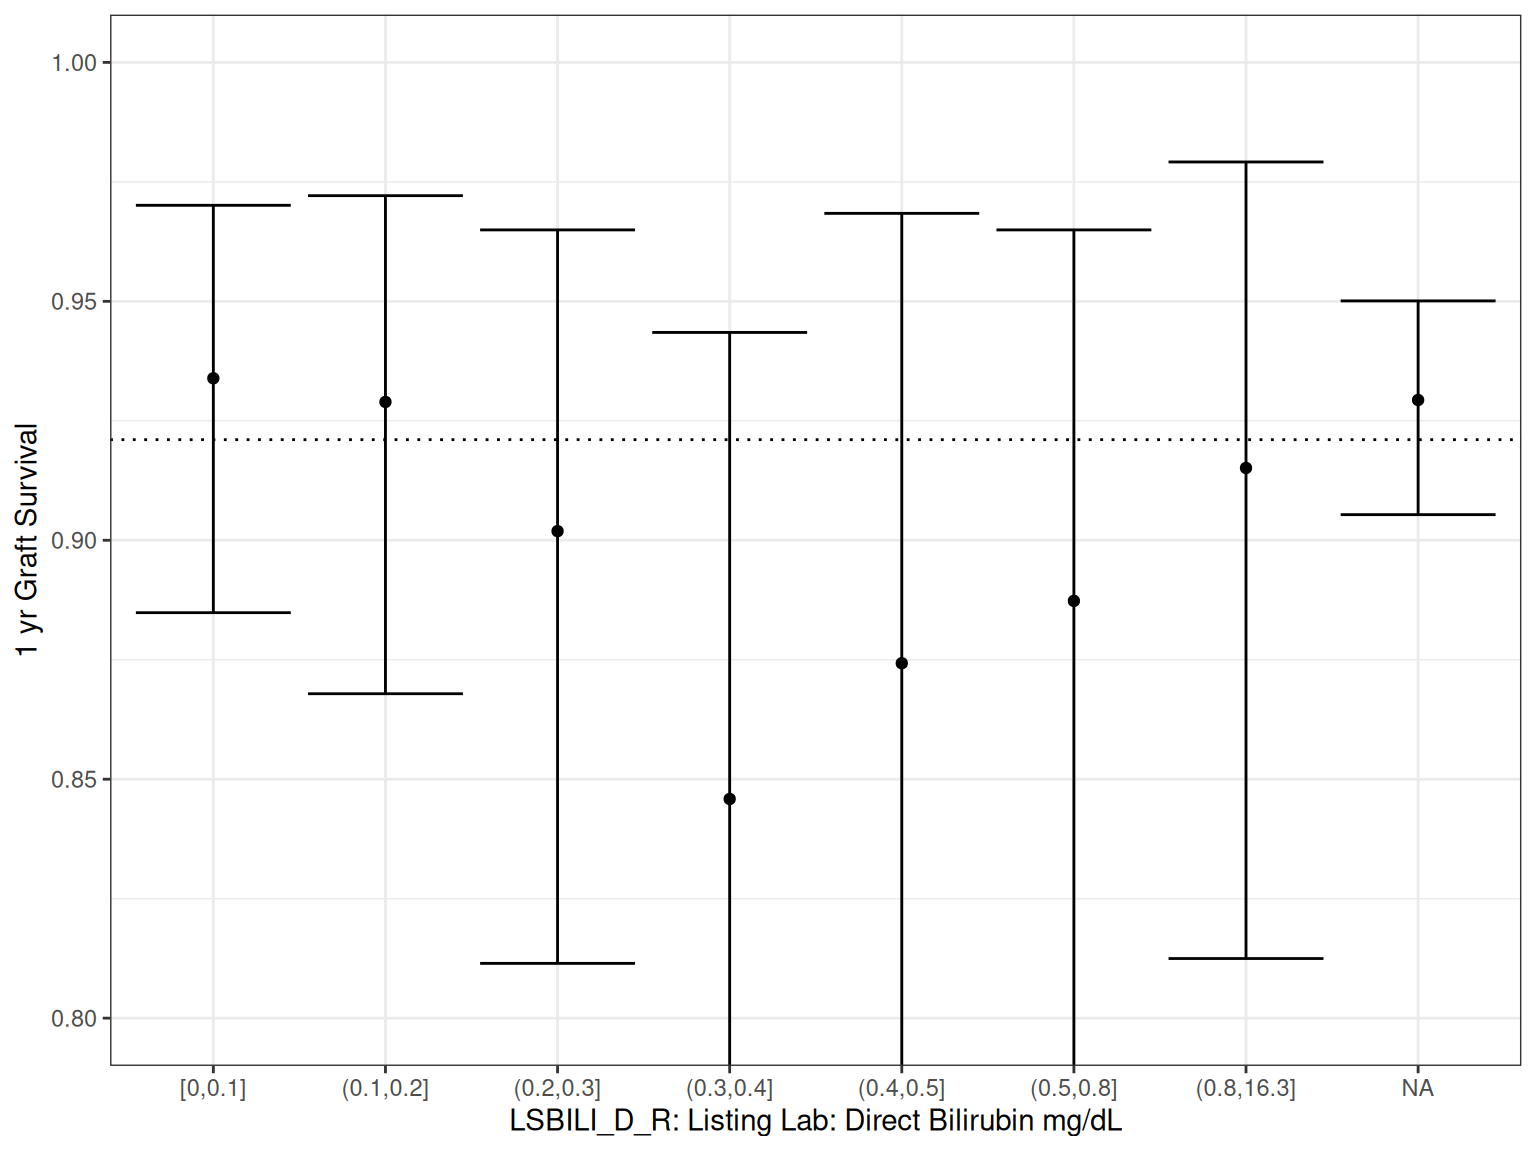 1.00
0.95
0.90
0.85
0.80
1 yr Graft Survival
[0,0.1] (0.1,0.2] (0.2,0.3] (0.3,0.4] (0.4,0.5] (0.5,0.8] (0.8,16.3] NA
LSBILI_D_R: Listing Lab: Direct Bilirubin mg/dL